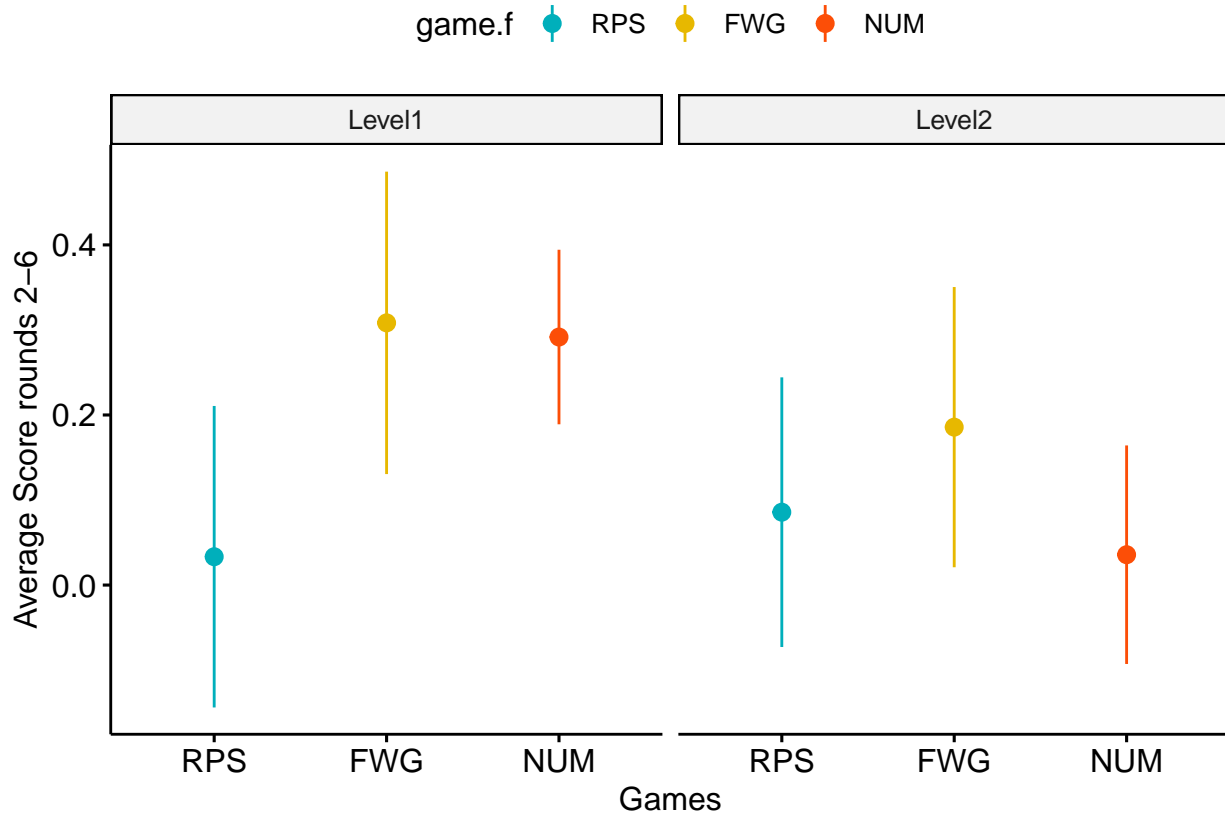 game.f RPS FWG NUM
Level1 Level2
Average Score rounds 2−6
0.4
0.2
0.0
RPS FWG NUM RPS FWG NUM
Games